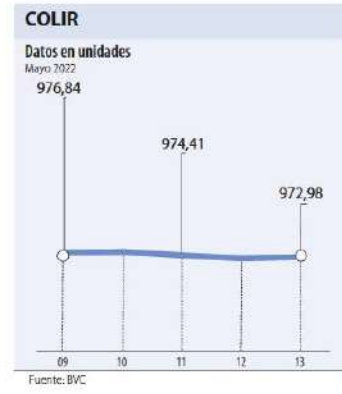 COLIR
Datos en unidades
Mayo 2022
976,84
974,41
972,98
09 10 11 12 13
Fuente: BVC